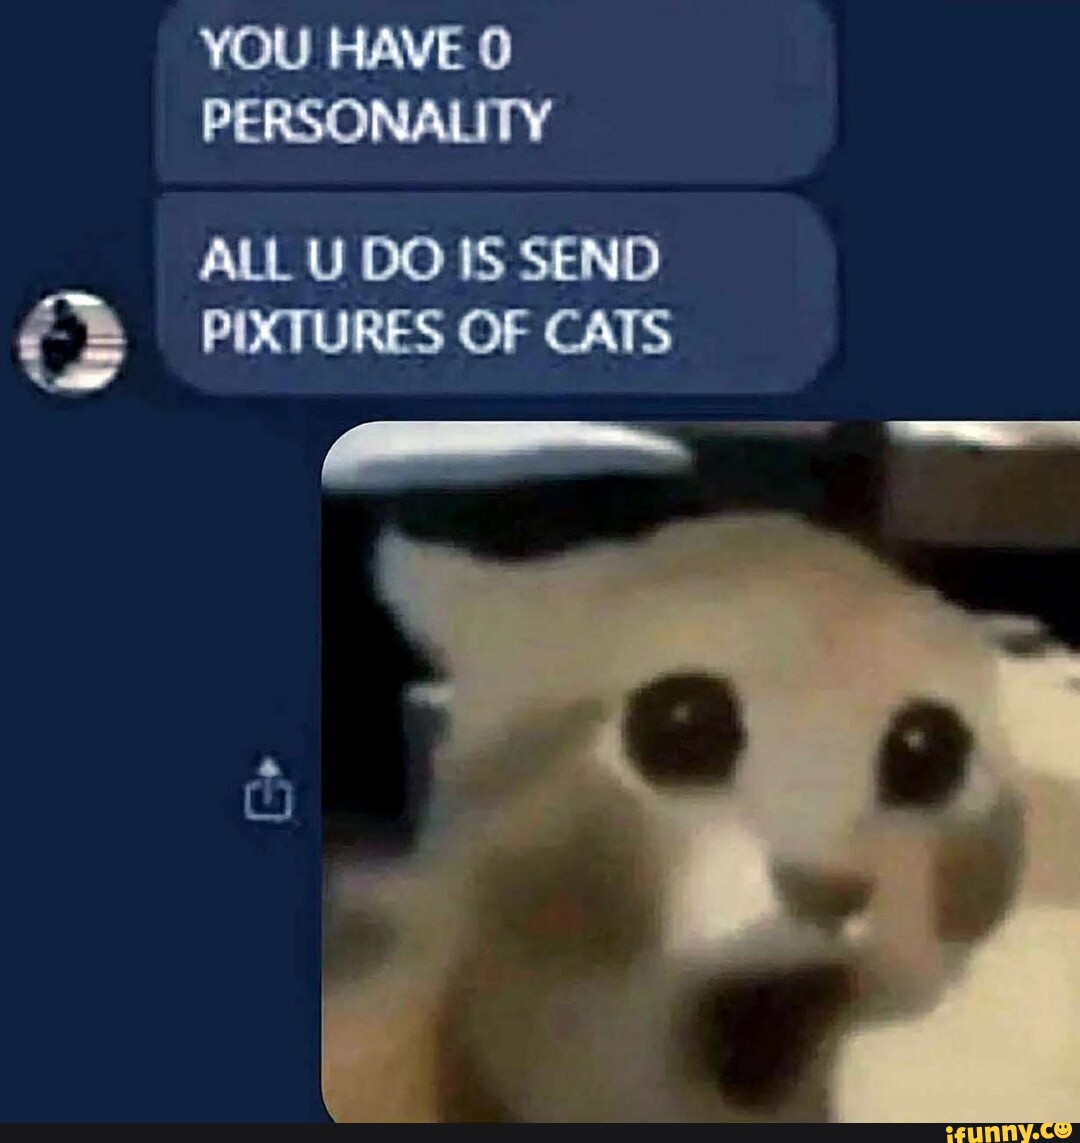 YOU HAVE 0
PERSONALITY
ALL U DO IS SEND
PIXTURES OF CATS
ifunny.co